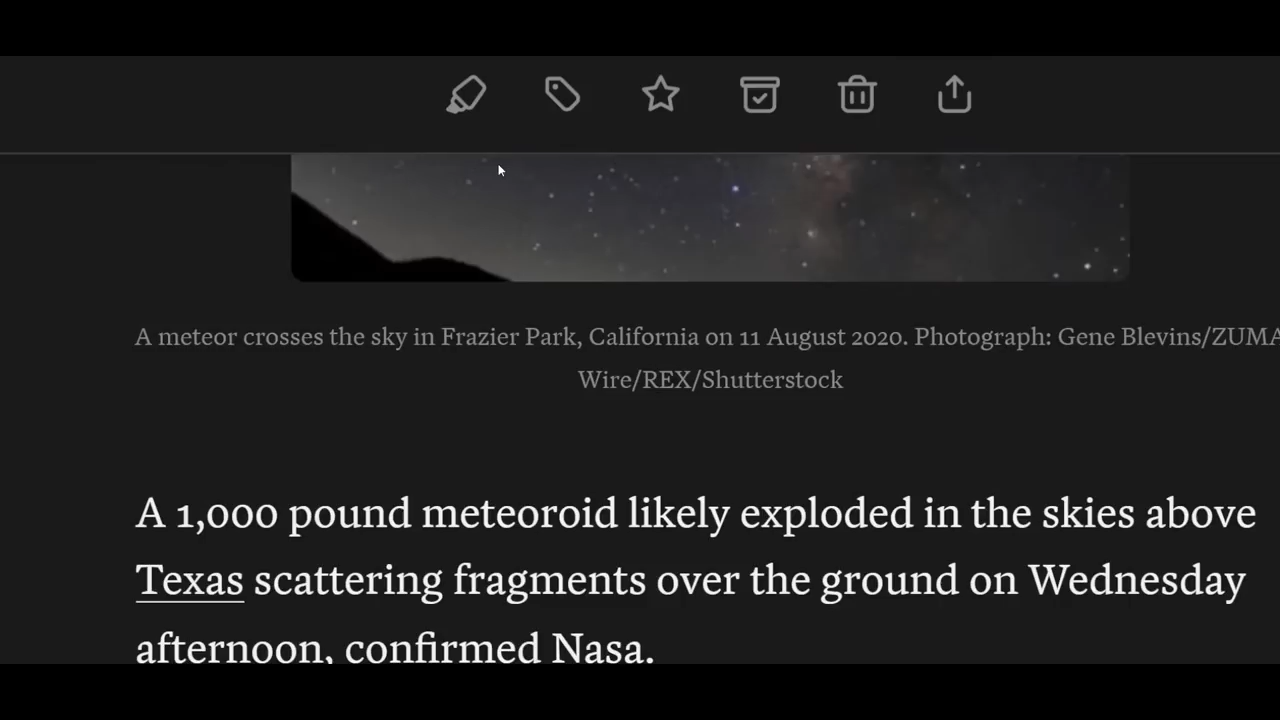 A meteor crosses the sky in Frazier Park, California on 11 August 2020. Photograph: Gene Blevins/ZUMA
Wire/REX/Shutterstock
A 1,000 pound meteoroid likely exploded in the skies above
Texas scattering fragments over the ground on Wednesday
afternoon, confirmed Nasa.